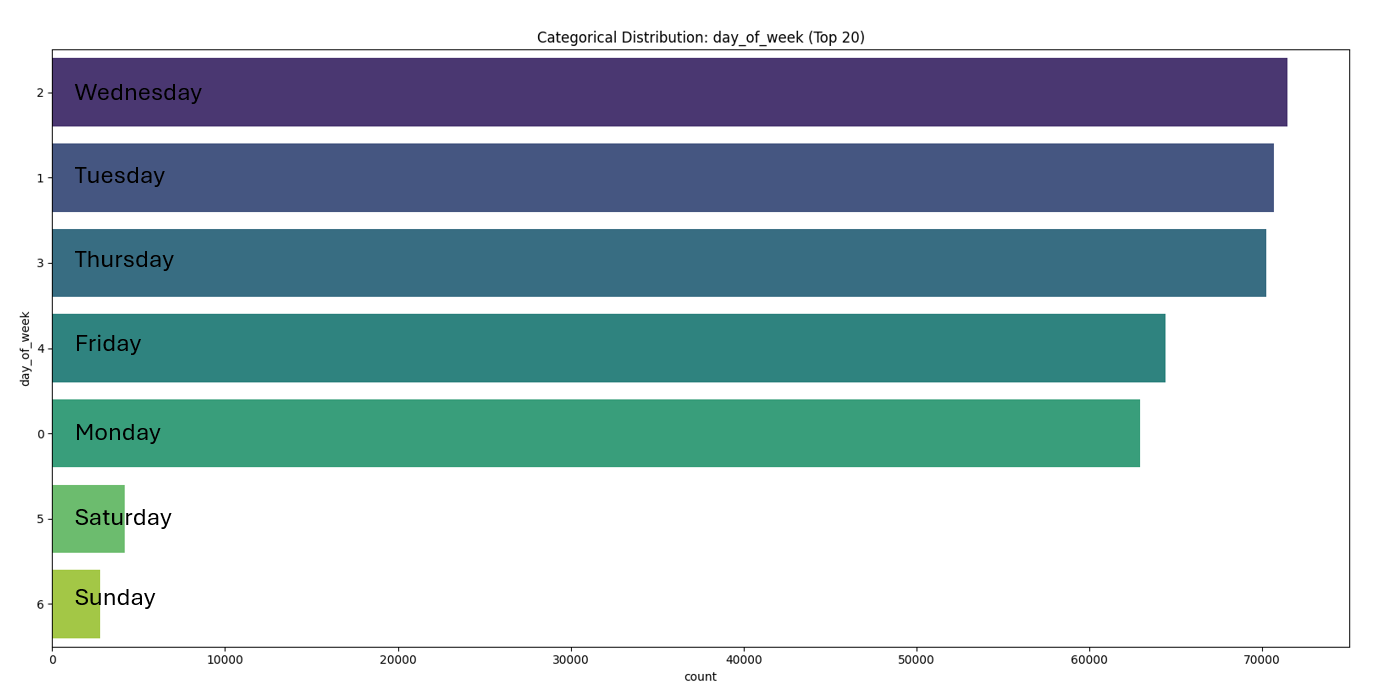 Categorical Distribution: day_of_week (Top 20)
day_of_week
2 Wednesday
1 Tuesday
3 Thursday
4 Friday
0 Monday
5 Saturday
6 Sunday
0 10000 20000 30000 40000 50000 60000 70000
count